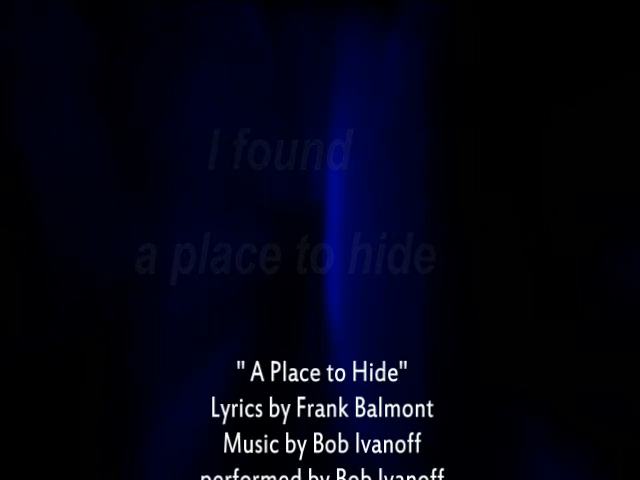 I found
a place to hide
" A Place to Hide"
Lyrics by Frank Balmont
Music by Bob Ivanoff
performed by Bob Ivanoff